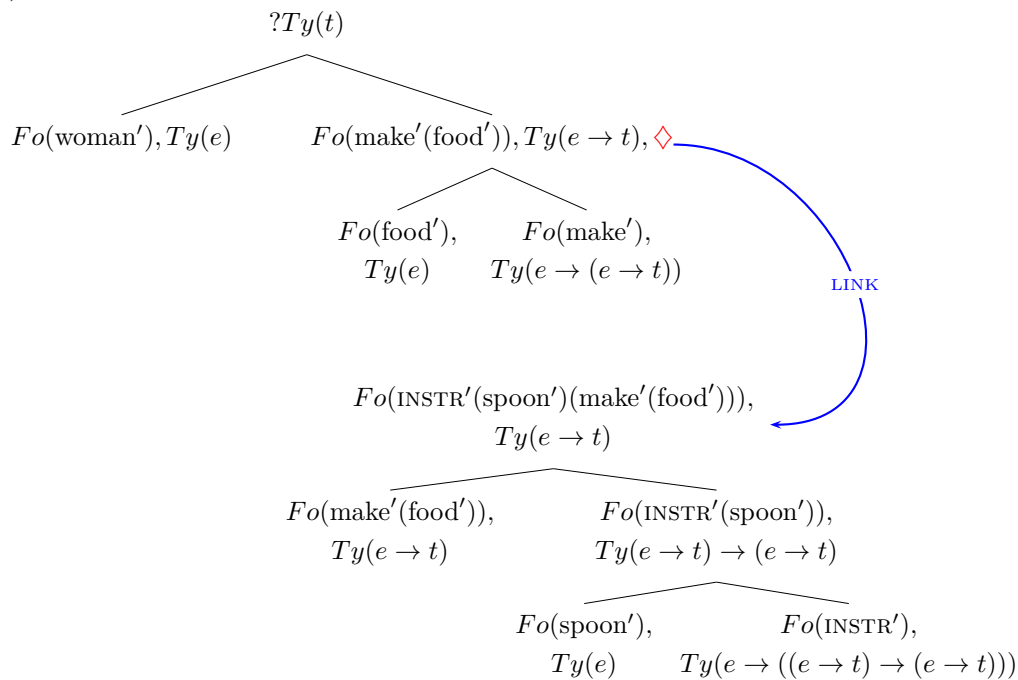 ?Ty(t)
Fo(woman′), Ty(e) Fo(make′(food′)), Ty(e → t), ♢
Fo(food′), Fo(make′),
Ty(e) Ty(e → (e → t))
LINK
Fo(INSTR′(spoon′)(make′(food′))),
Ty(e → t)
Fo(make′(food′)), Fo(INSTR′(spoon′)),
Ty(e → t) Ty(e → t) → (e → t)
Fo(spoon′), Fo(INSTR′),
Ty(e) Ty(e → ((e → t) → (e → t)))